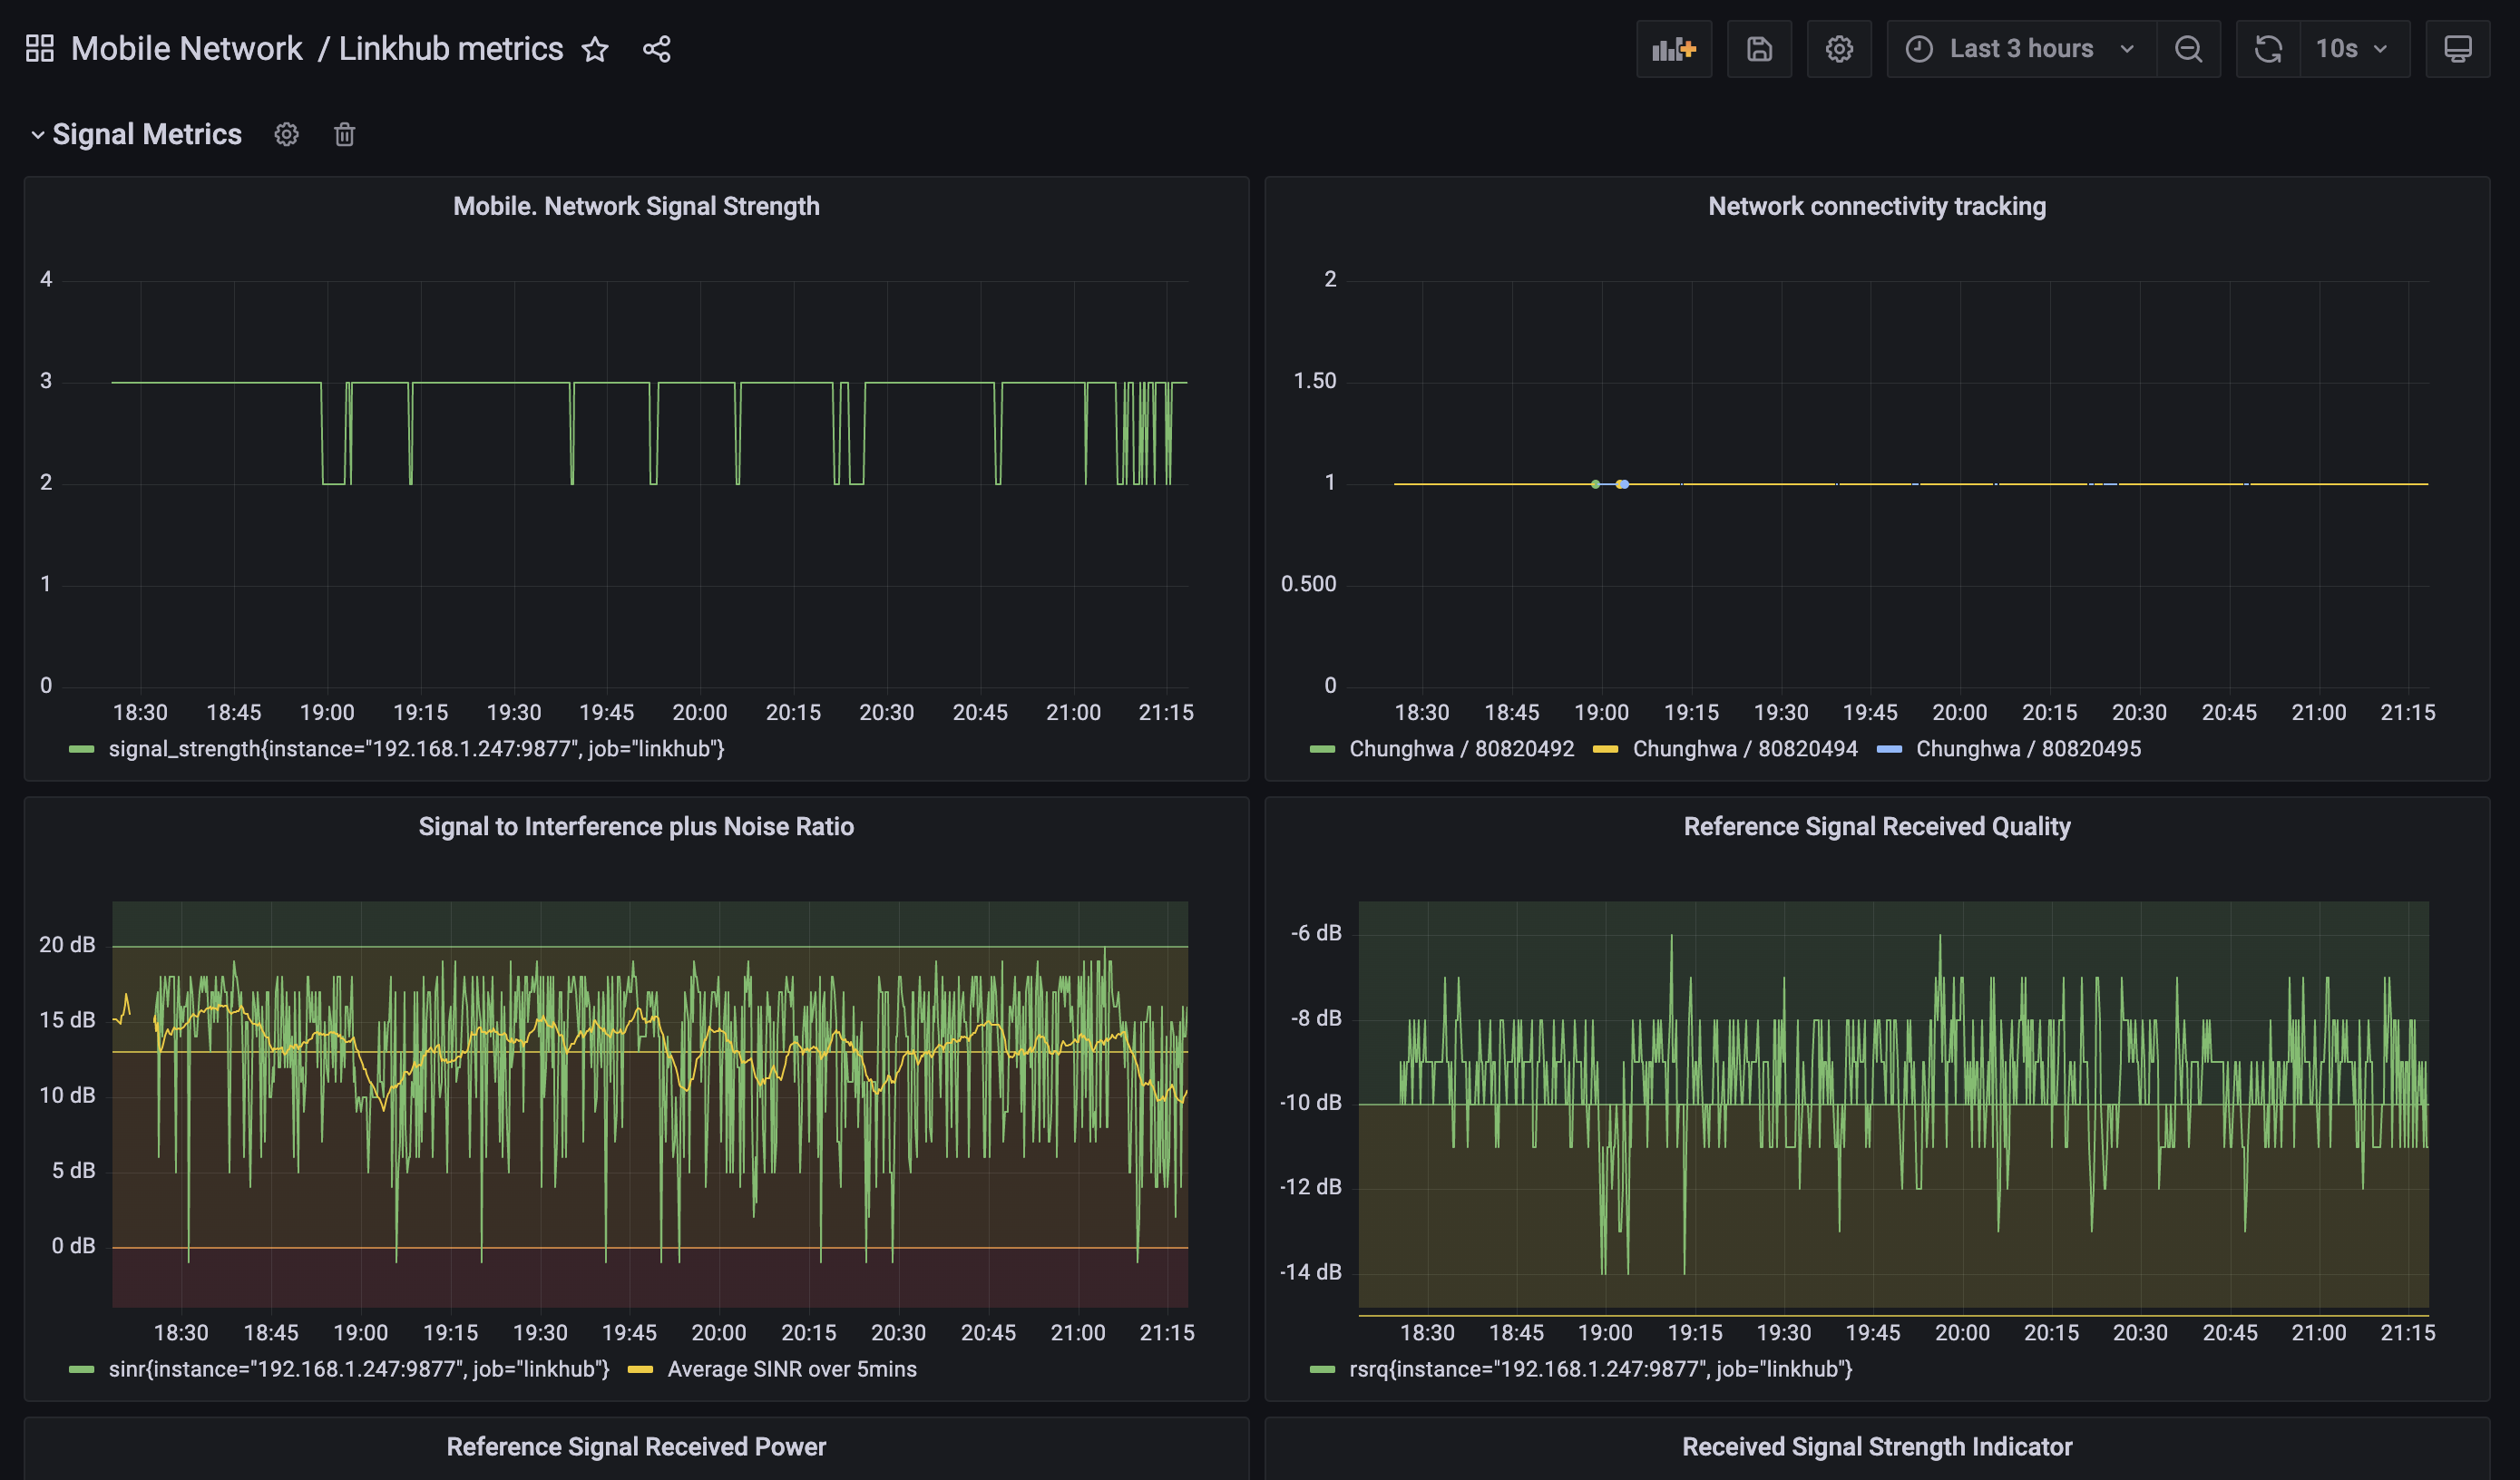 Mobile Network / Linkhub metrics
Last 3 hours
10s
Signal Metrics
Mobile. Network Signal Strength
4
3
2
1
0
18:30 18:45 19:00 19:15 19:30 19:45 20:00 20:15 20:30 20:45 21:00 21:15
signal_strength{instance="192.168.1.247:9877", job="linkhub"}
Network connectivity tracking
2
1.50
1
0.500
0
18:30 18:45 19:00 19:15 19:30 19:45 20:00 20:15 20:30 20:45 21:00 21:15
Chunghwa / 80820492 Chunghwa / 80820494 Chunghwa / 80820495
Signal to Interference plus Noise Ratio
20 dB
15 dB
10 dB
5 dB
0 dB
18:30 18:45 19:00 19:15 19:30 19:45 20:00 20:15 20:30 20:45 21:00 21:15
sinr{instance="192.168.1.247:9877", job="linkhub"} Average SINR over 5mins
Reference Signal Received Quality
-6 dB
-8 dB
-10 dB
-12 dB
-14 dB
18:30 18:45 19:00 19:15 19:30 19:45 20:00 20:15 20:30 20:45 21:00 21:15
rsrq{instance="192.168.1.247:9877", job="linkhub"}
Reference Signal Received Power
Received Signal Strength Indicator